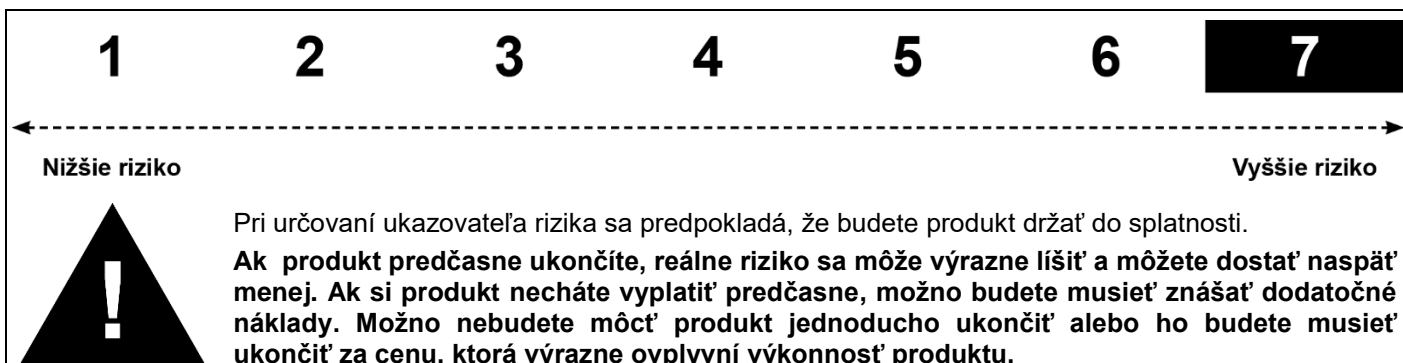 1 2 3 4 5 6 7
Nižšie riziko Vyššie riziko
Pri určovaní ukazovateľa rizika sa predpokladá, že budete produkt držať do splatnosti.
Ak produkt predčasne ukončíte, reálne riziko sa môže výrazne líšiť a môžete dostať naspäť
menej. Ak si produkt necháte vyplatiť predčasne, možno budete musieť znášať dodatočné
náklady. Možno nebudete môcť produkt jednoducho ukončiť alebo ho budete musieť
ukončiť za cenu, ktorá výrazne ovplyvní výkonnosť produktu.
!